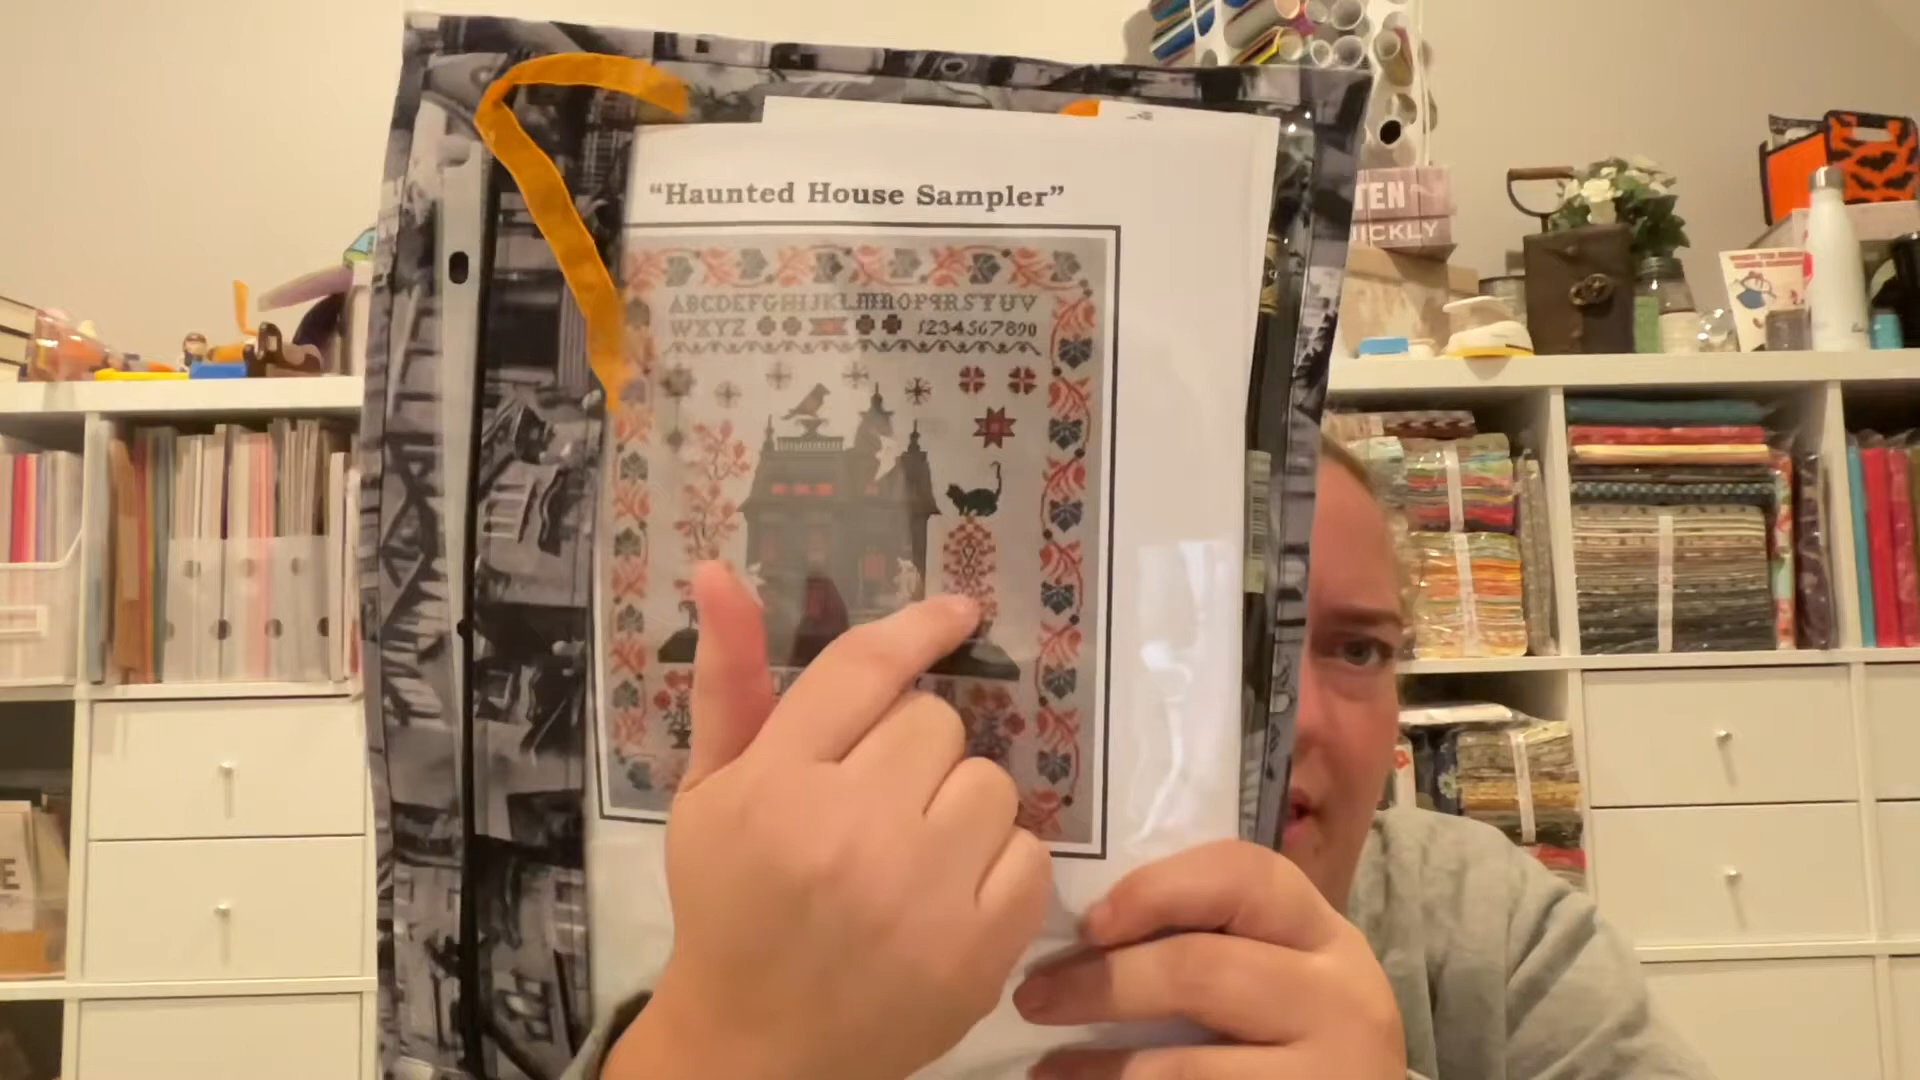 “Haunted House Sampler”
ABCDEFGHIJKLMNOPQRSTUV
WXYZ 1234567890
TEN
UICKLY
E